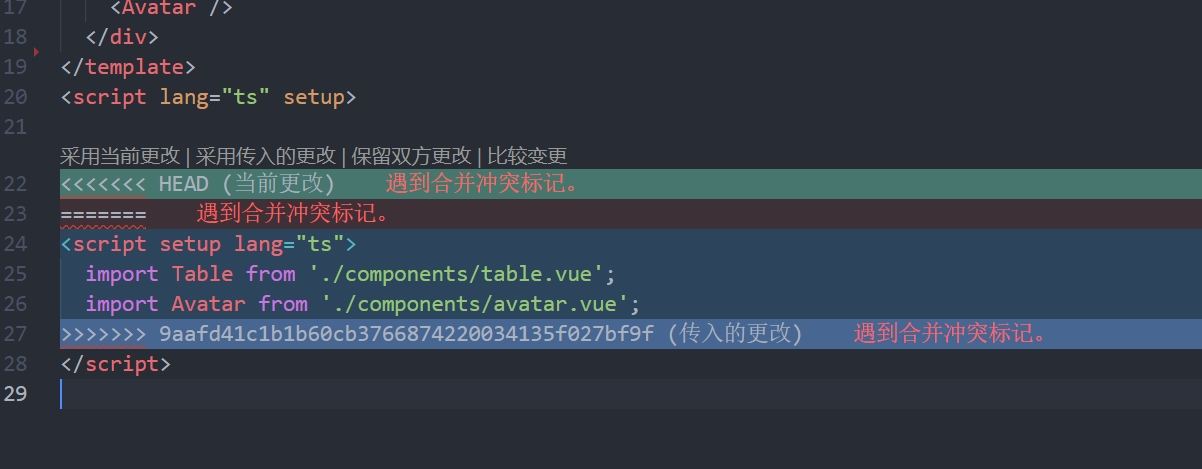 17 <Avatar />
18 </div>
19 </template>
20 <script lang="ts" setup>
21
采用当前更改 | 采用传入的更改 | 保留双方更改 | 比较变更
22 <<<<<<< HEAD (当前更改) 遇到合并冲突标记。
23 ======= 遇到合并冲突标记。
24 <script setup lang="ts">
25 import Table from './components/table.vue';
26 import Avatar from './components/avatar.vue';
27 >>>>>>> 9aafd41c1b1b60cb3766874220034135f027bf9f (传入的更改) 遇到合并冲突标记。
28 </script>
29